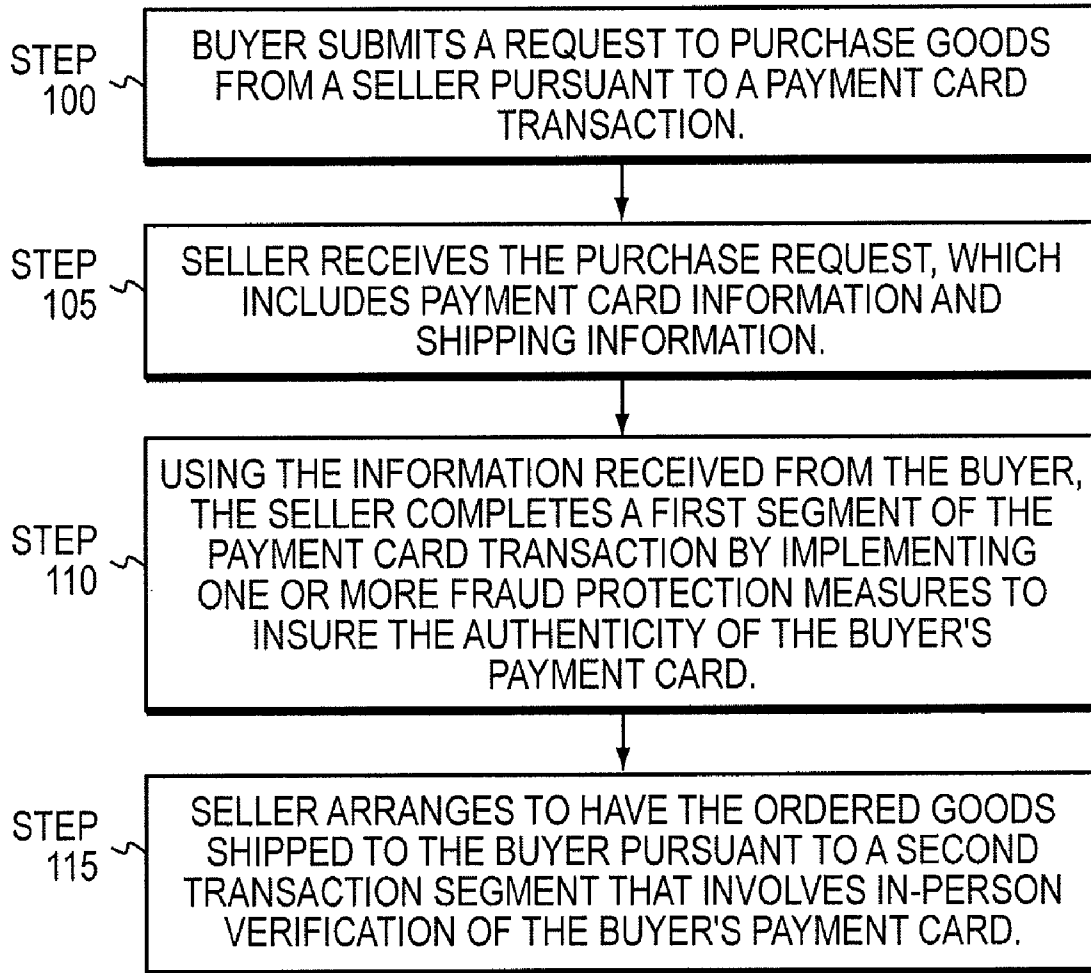 STEP
100
BUYER SUBMITS A REQUEST TO PURCHASE GOODS
FROM A SELLER PURSUANT TO A PAYMENT CARD
TRANSACTION.
STEP
105
SELLER RECEIVES THE PURCHASE REQUEST, WHICH
INCLUDES PAYMENT CARD INFORMATION AND
SHIPPING INFORMATION.
STEP
110
USING THE INFORMATION RECEIVED FROM THE BUYER,
THE SELLER COMPLETES A FIRST SEGMENT OF THE
PAYMENT CARD TRANSACTION BY IMPLEMENTING
ONE OR MORE FRAUD PROTECTION MEASURES TO
INSURE THE AUTHENTICITY OF THE BUYER'S
PAYMENT CARD.
STEP
115
SELLER ARRANGES TO HAVE THE ORDERED GOODS
SHIPPED TO THE BUYER PURSUANT TO A SECOND
TRANSACTION SEGMENT THAT INVOLVES IN-PERSON
VERIFICATION OF THE BUYER'S PAYMENT CARD.